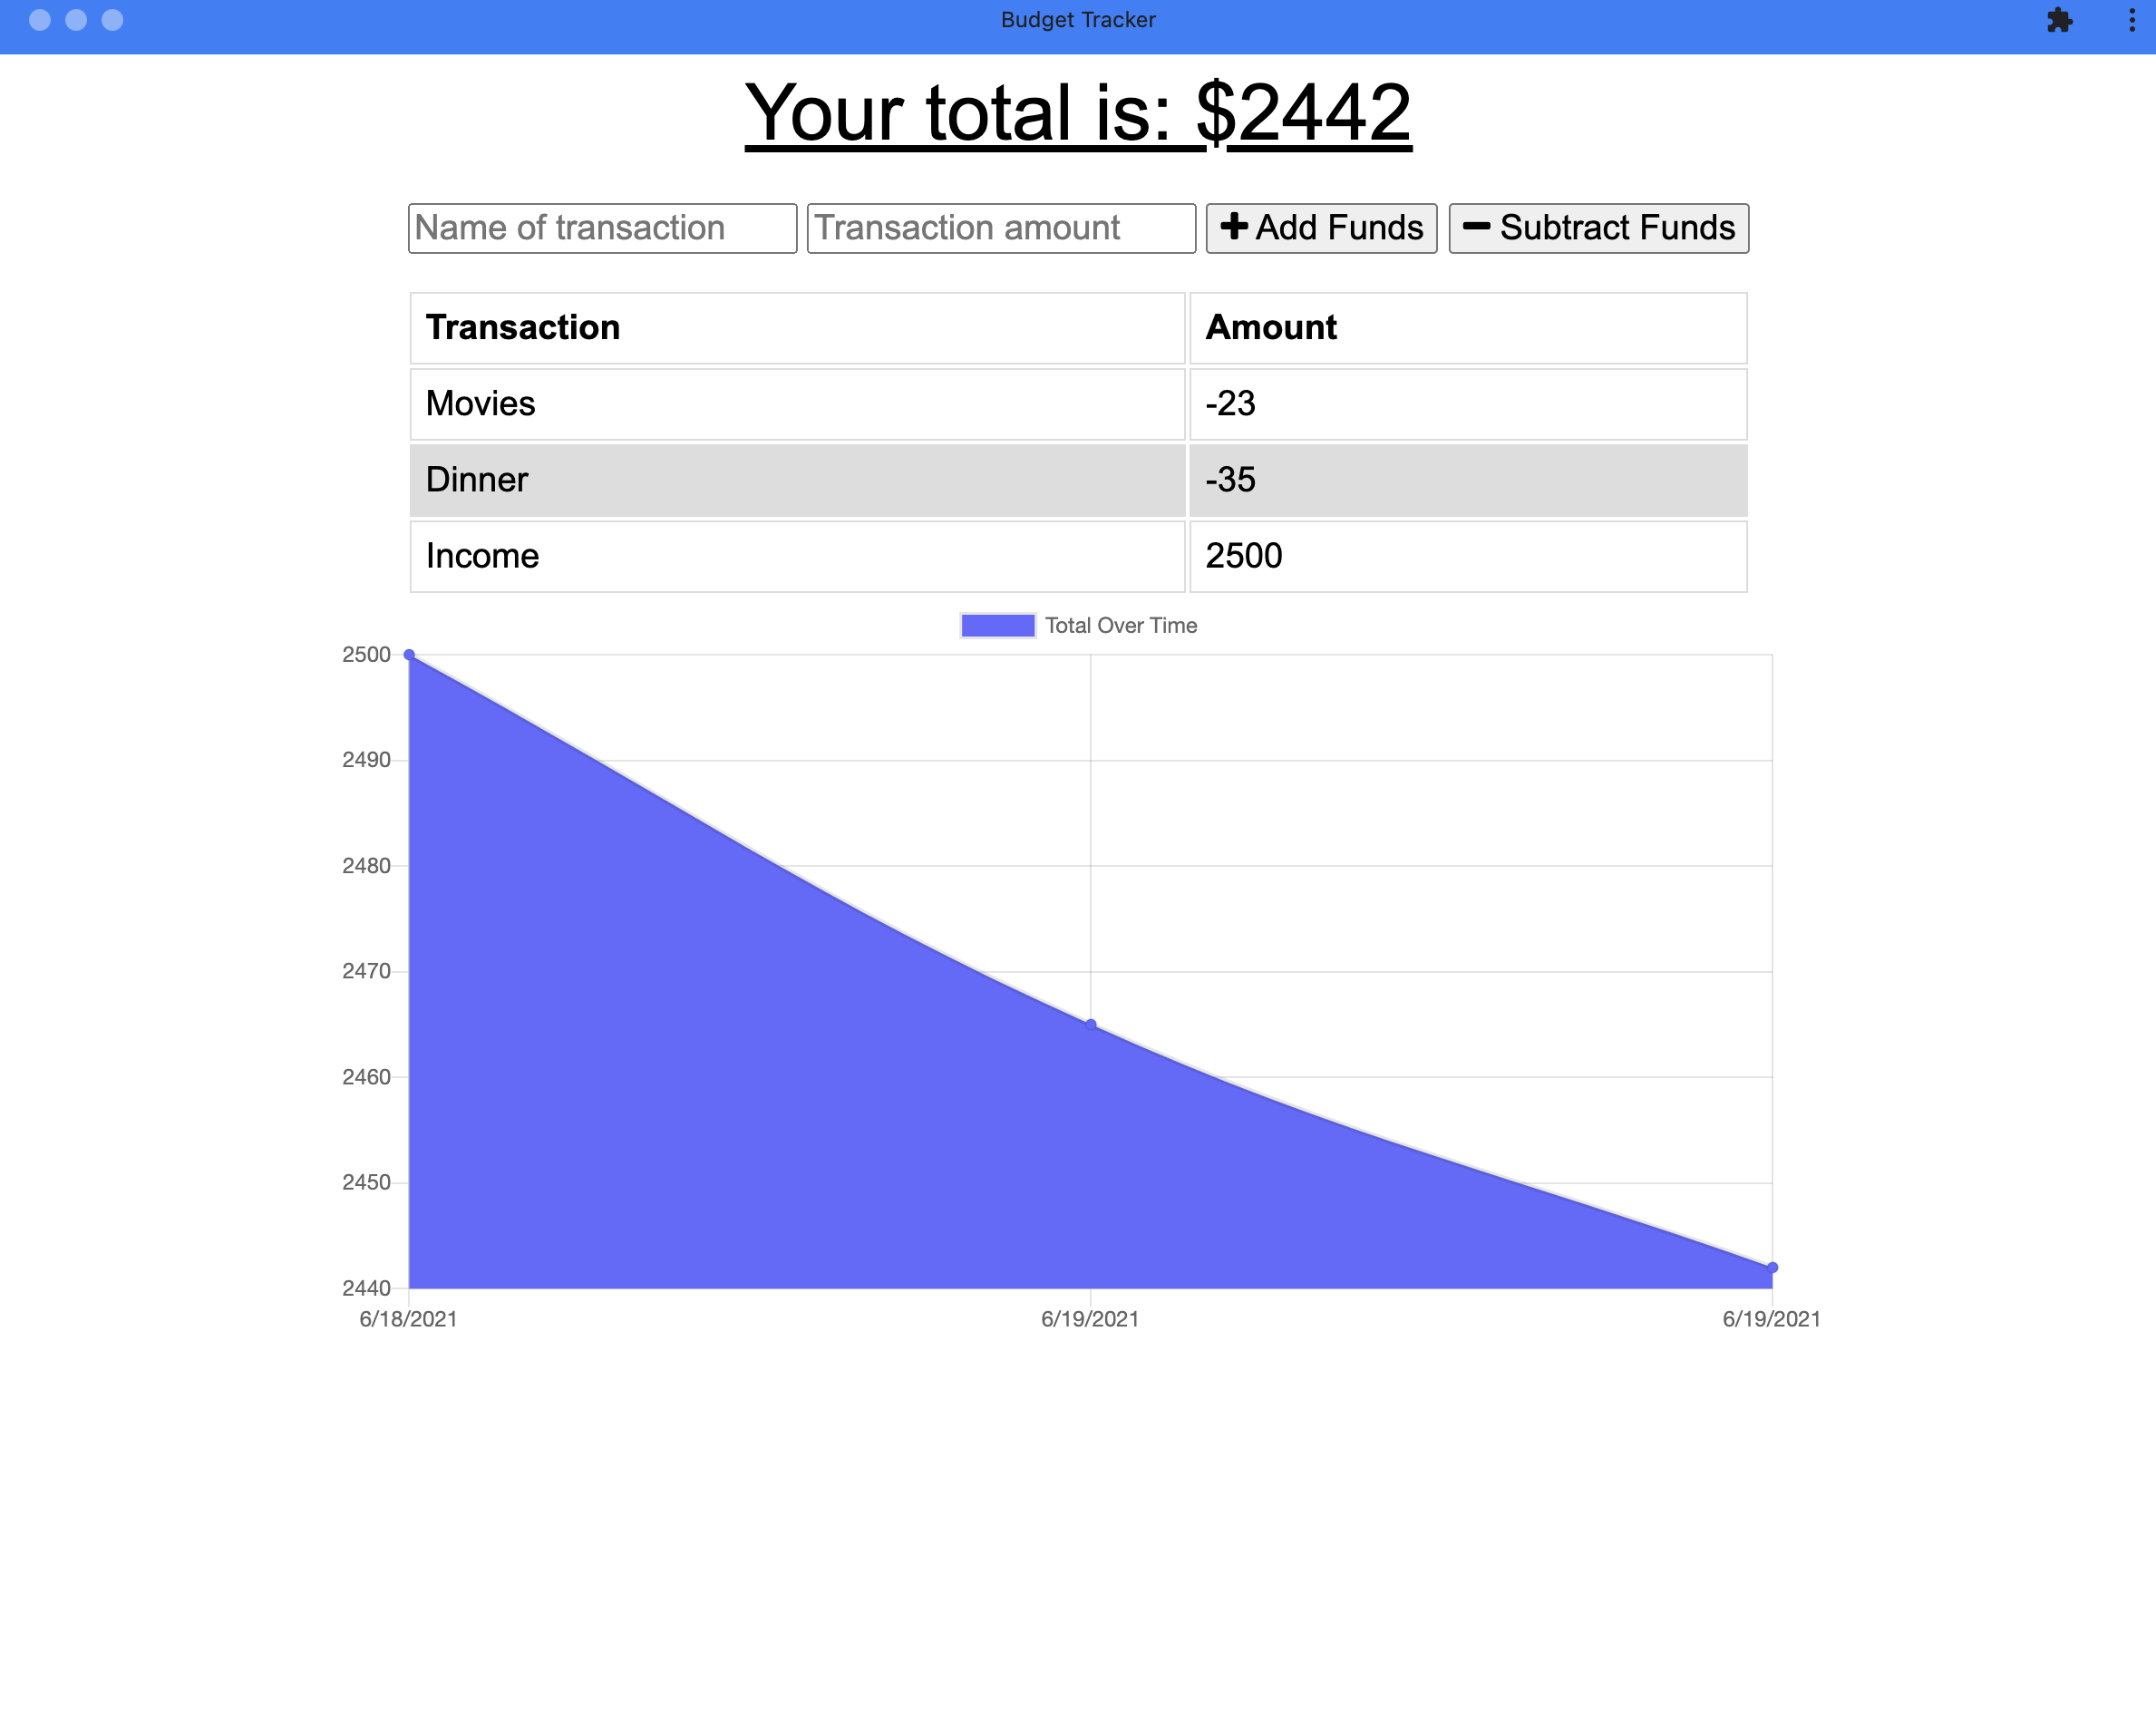 Budget Tracker
Your total is: $2442
Name of transaction Transaction amount Add Funds Subtract Funds
Transaction Amount
Movies -23
Dinner -35
Income 2500
Total Over Time
2500
2490
2480
2470
2460
2450
2440
6/18/2021 6/19/2021 6/19/2021